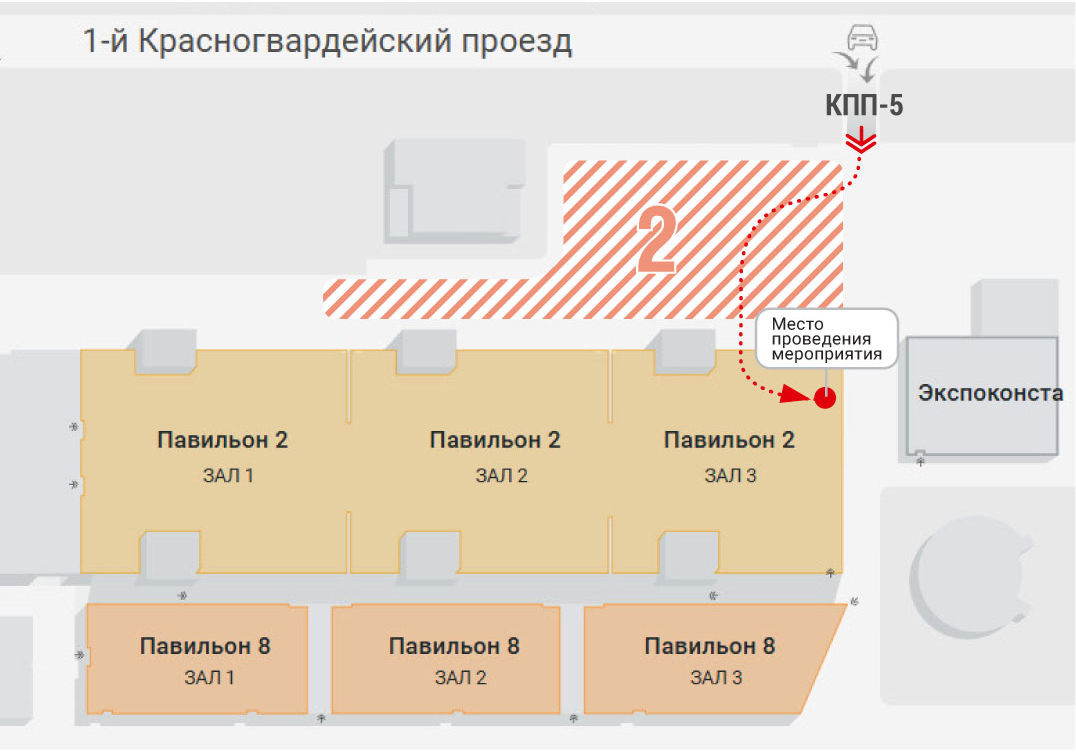 1-й Красногвардейский проезд
КПП-5
2
Место
проведения
мероприятия
Экспоконста
Павильон 2
ЗАЛ 1
Павильон 2
ЗАЛ 2
Павильон 2
ЗАЛ 3
Павильон 8
ЗАЛ 1
Павильон 8
ЗАЛ 2
Павильон 8
ЗАЛ 3